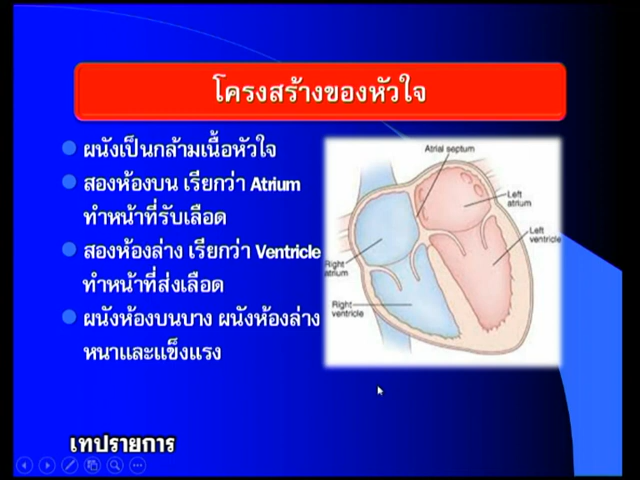 โครงสร้างของหัวใจ
ผนังเป็นกล้ามเนื้อหัวใจ
สองห้องบน เรียกว่า Atrium
ทำหน้าที่รับเลือด
สองห้องล่าง เรียกว่า Ventricle
ทำหน้าที่ส่งเลือด
ผนังห้องบนบาง ผนังห้องล่าง
หนาและแข็งแรง
Atrial septum
Left
atrium
Left
ventricle
Right
atrium
Right
ventricle
เทปรายการ